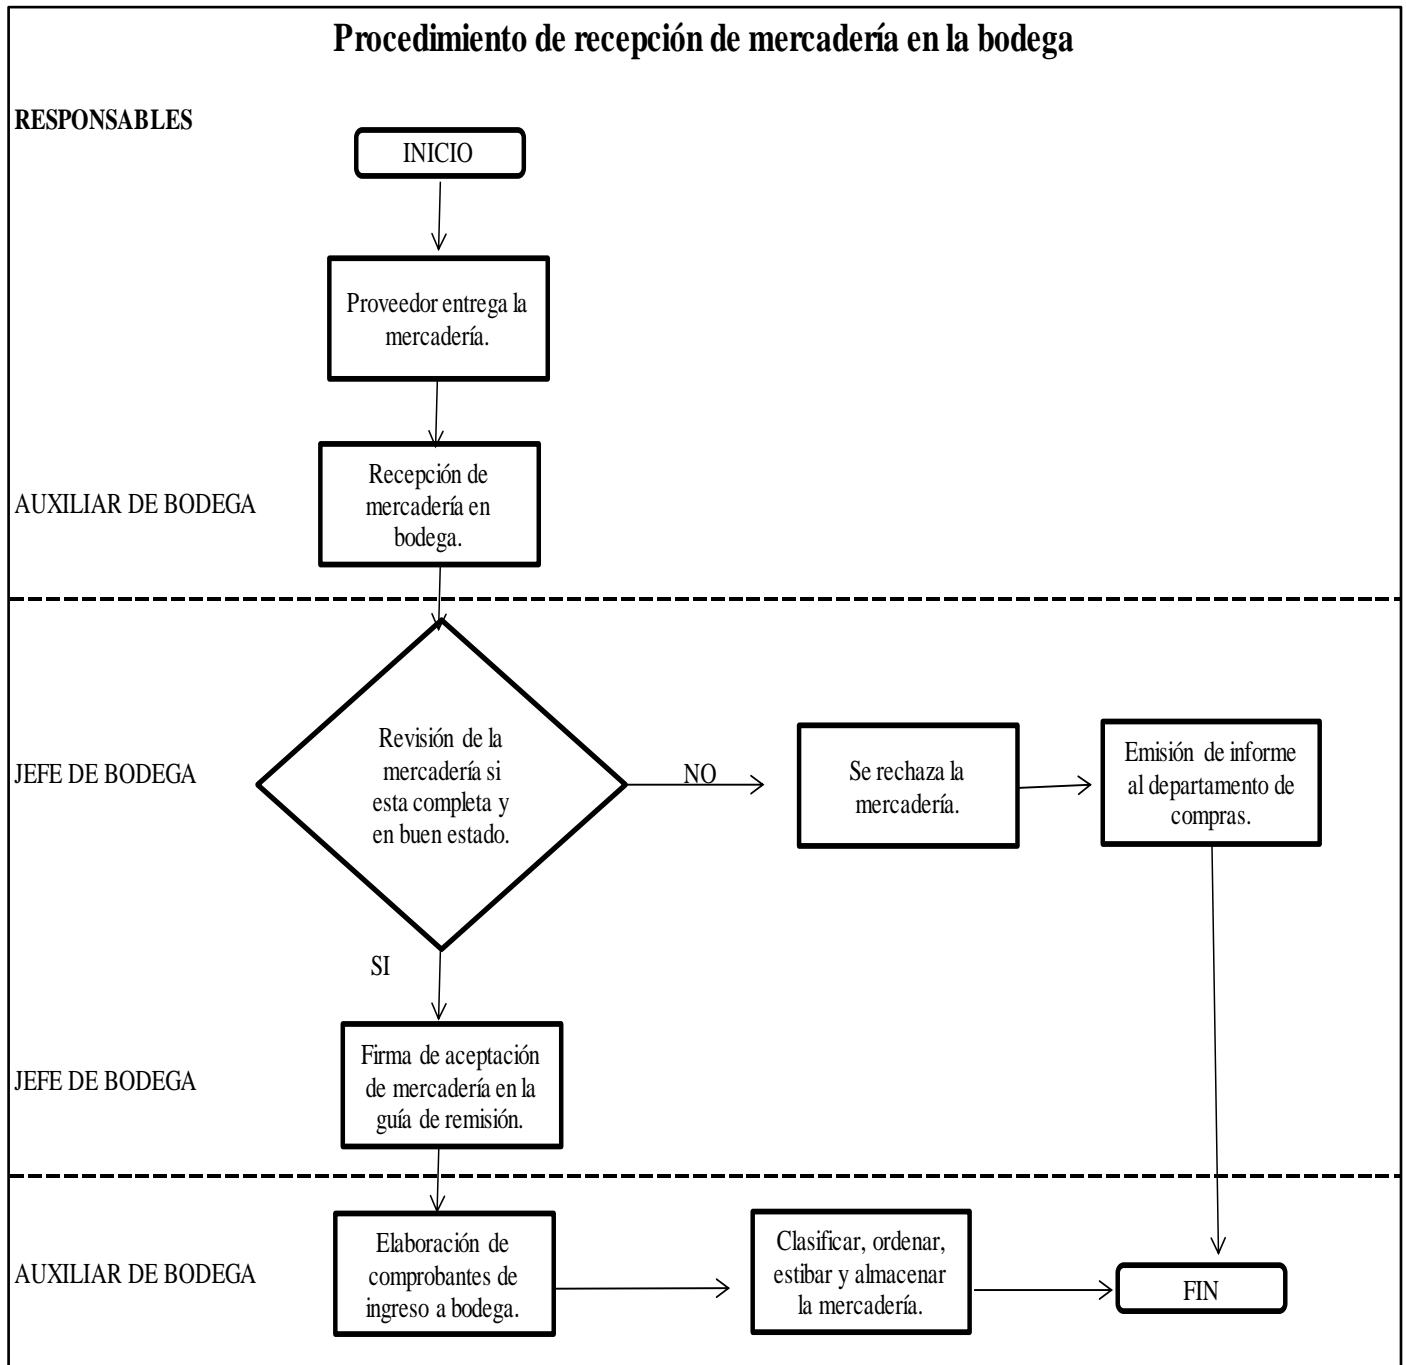 Procedimiento de recepción de mercadería en la bodega
RESPONSABLES
INICIO
Proveedor entrega la
mercadería.
AUXILIAR DE BODEGA
Recepción de
mercadería en
bodega.
JEFE DE BODEGA
Revisión de la
mercadería si
esta completa y
en buen estado.
NO
Se rechaza la
mercadería.
Emisión de informe
al departamento de
compras.
SI
JEFE DE BODEGA
Firma de aceptación
de mercadería en la
guía de remisión.
AUXILIAR DE BODEGA
Elaboración de
comprobantes de
ingreso a bodega.
Clasificar, ordenar,
estibar y almacenar
la mercadería.
FIN